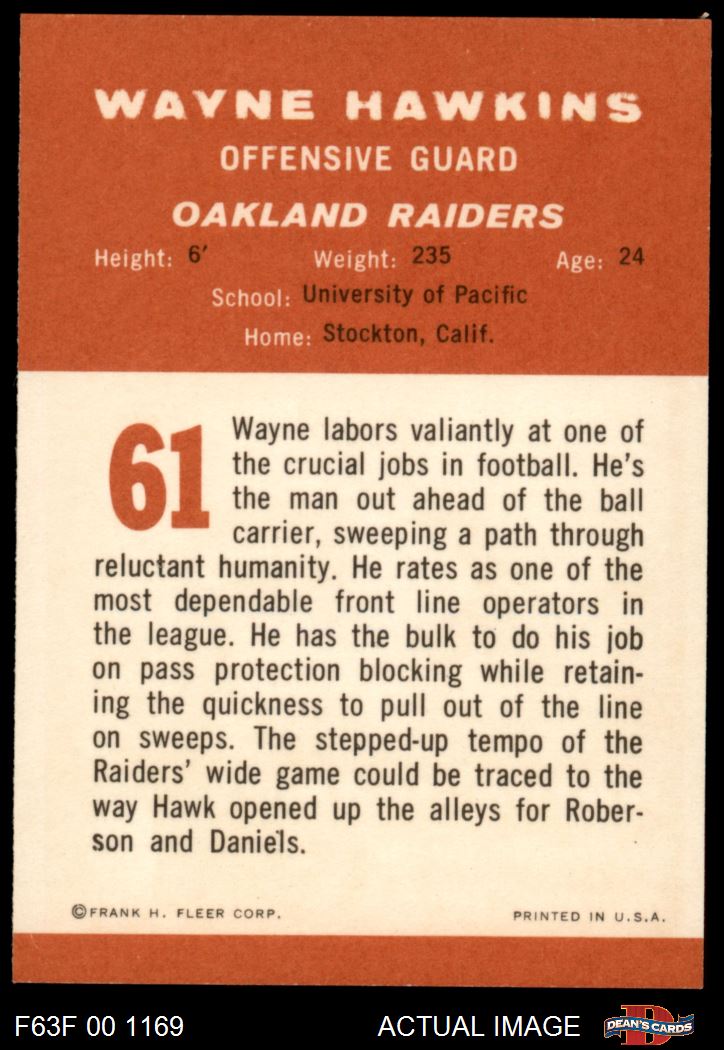 WAYNE HAWKINS
OFFENSIVE GUARD
OAKLAND RAIDERS
Height: 6' Weight: 235 Age: 24
School: University of Pacific
Home: Stockton, Calif.
61
Wayne labors valiantly at one of
the crucial jobs in football. He's
the man out ahead of the ball
carrier, sweeping a path through
reluctant humanity. He rates as one of the
most dependable front line operators in
the league. He has the bulk to do his job
on pass protection blocking while retain-
ing the quickness to pull out of the line
on sweeps. The stepped-up tempo of the
Raiders' wide game could be traced to the
way Hawk opened up the alleys for Rober-
son and Daniels.
©FRANK H. FLEER CORP. PRINTED IN U.S.A.
F63F 00 1169 ACTUAL IMAGE D DEAN'S CARDS